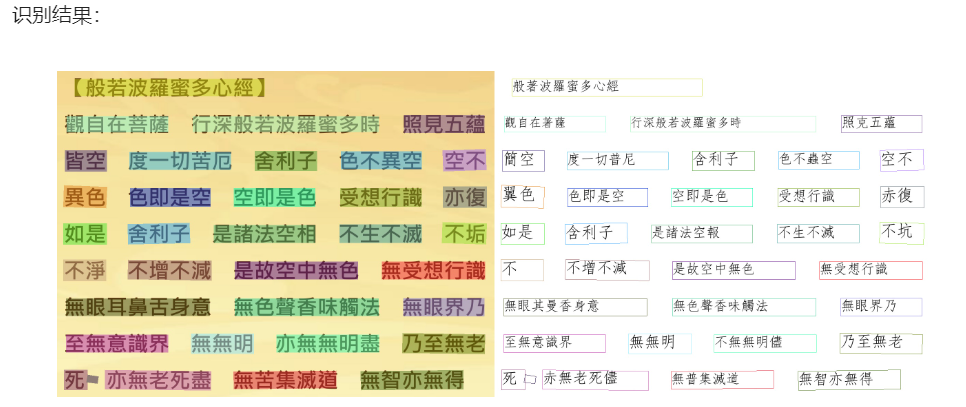 识别结果：
【般若波羅蜜多心經】
觀自在菩薩 行深般若波羅蜜多時 照見五蘊
皆空 度一切苦厄 舍利子 色不異空 空不
異色 色即是空 空即是色 受想行識 亦復
如是 舍利子 是諸法空相 不生不滅 不垢
不淨 不增不減 是故空中無色 無受想行識
無眼耳鼻舌身意 無色聲香味觸法 無眼界乃
至無意識界 無無明 亦無無明盡 乃至無老
死 亦無老死盡 無苦集滅道 無智亦無得
般著波羅蜜多心經
觀自在著薩 行深般若波羅蜜多時 照克五蘊
簡空 度一切普尼 含利子 色不蟲空 空不
翼色 色即是空 空即是色 受想行識 赤復
如是 含利子 是諸法空報 不生不滅 不坑
不 不增不減 是故空中無色 無受想行識
無眼其曼香身意 無色聲香味觸法 無眼界乃
至無意識界 無無明 不無無明儘 乃至無老
死 亦無老死儘 無普集滅道 無智亦無得